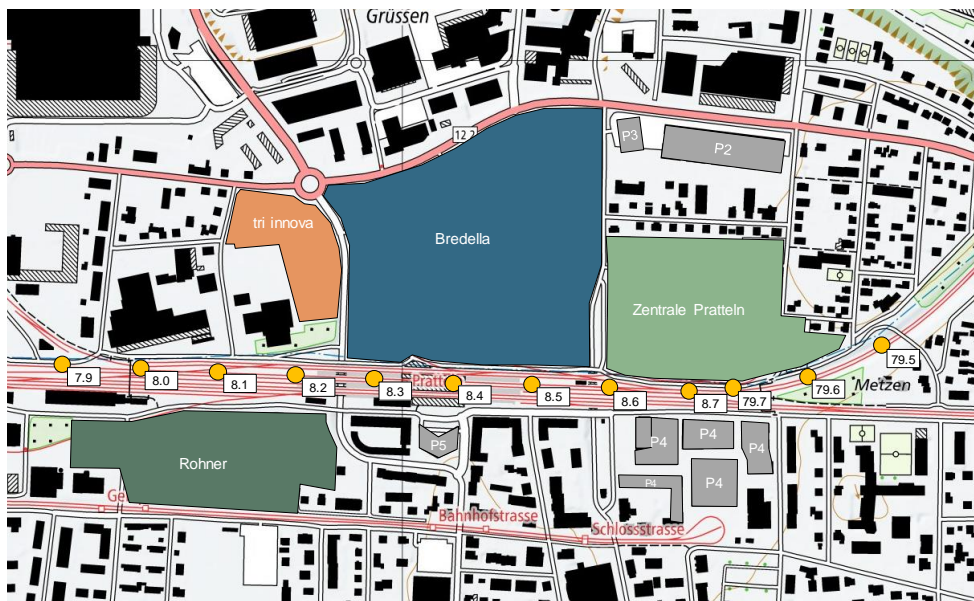 Grüssen
12.2
P3
P2
tri innova
Bredella
Zentrale Pratteln
7.9
8.0
8.1
8.2
8.3
Pratt
8.4
8.5
8.6
8.7
79.7
79.6
79.5
Metzen
P5
P4
P4
P4
P4
P4
Rohner
Ge
Bahnhofstrasse
Schlossstrasse